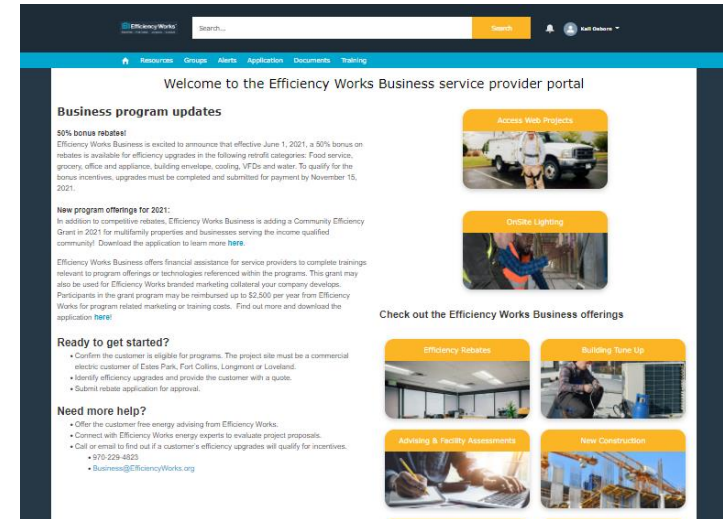 Efficiency Works
Search...
Search
Kali Osborn
Resources Groups Alerts Application Documents Training
Welcome to the Efficiency Works Business service provider portal
Business program updates
50% bonus rebates!
Efficiency Works Business is excited to announce that effective June 1, 2021, a 50% bonus on
rebates is available for efficiency upgrades in the following retrofit categories: Food service,
grocery, office and appliance, building envelope, cooling, VFDs and water. To qualify for the
bonus incentives, upgrades must be completed and submitted for payment by November 15,
2021.
New program offerings for 2021:
In addition to competitive rebates, Efficiency Works Business is adding a Community Efficiency
Grant in 2021 for multifamily properties and businesses serving the income qualified
community! Download the application to learn more here.
Efficiency Works Business offers financial assistance for service providers to complete trainings
relevant to program offerings or technologies referenced within the programs. This grant may
also be used for Efficiency Works branded marketing collateral your company develops.
Participants in the grant program may be reimbursed up to $2,500 per year from Efficiency
Works for program related marketing or training costs. Find out more and download the
application here!
Ready to get started?
• Confirm the customer is eligible for programs. The project site must be a commercial
electric customer of Estes Park, Fort Collins, Longmont or Loveland.
• Identify efficiency upgrades and provide the customer with a quote.
• Submit rebate application for approval.
Need more help?
• Offer the customer free energy advising from Efficiency Works.
• Connect with Efficiency Works energy experts to evaluate project proposals.
• Call or email to find out if a customer's efficiency upgrades will qualify for incentives.
• 970-229-4823
• Business@EfficiencyWorks.org
Access Web Projects
OnSite Lighting
Check out the Efficiency Works Business offerings
Efficiency Rebates
Building Tune Up
Advising & Facility Assessments
New Construction